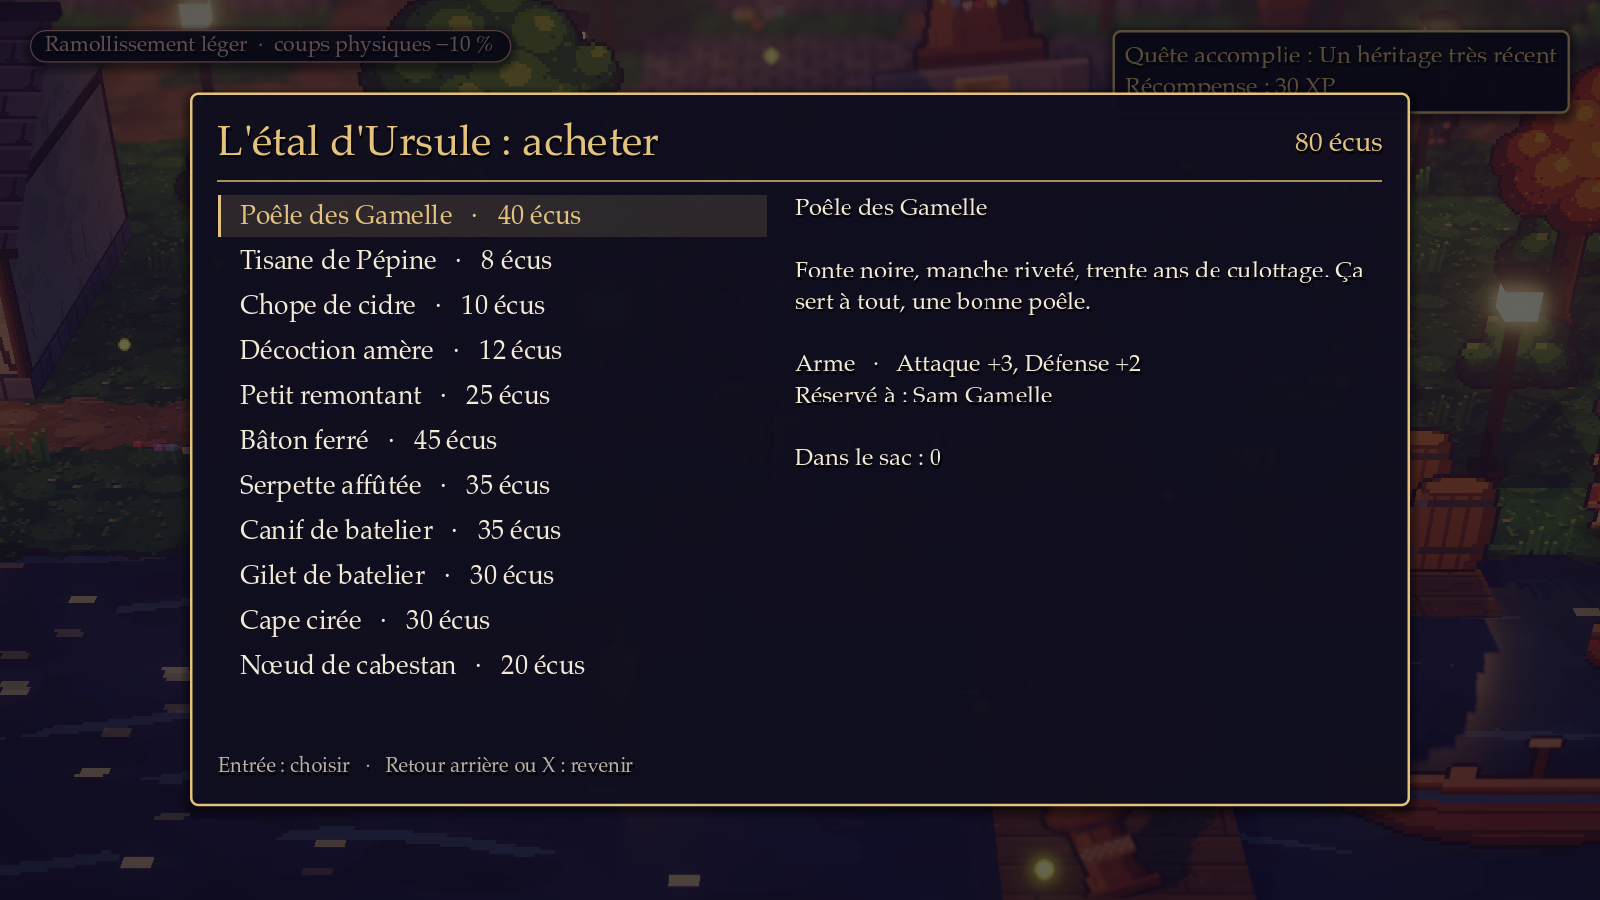 Ramollissement léger · coups physiques −10 %
Quête accomplie : Un héritage très récent
Récompense : 30 XP
L'étal d'Ursule : acheter
80 écus
Poêle des Gamelle · 40 écus
Tisane de Pépine · 8 écus
Chope de cidre · 10 écus
Décoction amère · 12 écus
Petit remontant · 25 écus
Bâton ferré · 45 écus
Serpette affûtée · 35 écus
Canif de batelier · 35 écus
Gilet de batelier · 30 écus
Cape cirée · 30 écus
Nœud de cabestan · 20 écus
Poêle des Gamelle
Fonte noire, manche riveté, trente ans de culottage. Ça
sert à tout, une bonne poêle.
Arme · Attaque +3, Défense +2
Réservé à : Sam Gamelle
Dans le sac : 0
Entrée : choisir · Retour arrière ou X : revenir